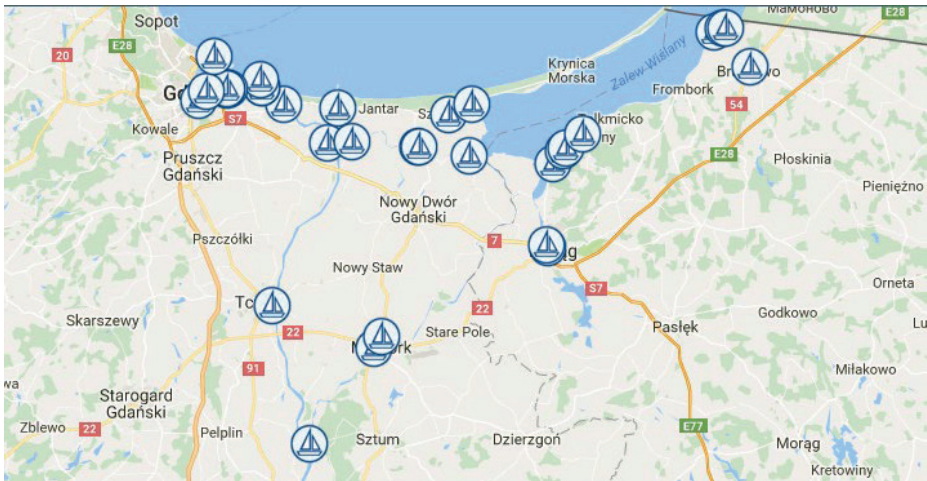 Sopot
Мамоново
E28
E28
20
Krynica
Morska
Zalew Wiślany
Frombork
54
Jantar
Kowale
S7
Pruszcz
Gdański
E28
Płoskinia
Pieniężno
Nowy Dwór
Gdański
Pszczółki
7
Nowy Staw
S7
Orneta
22
Godkowo
Skarszewy
22
Stare Pole
Pasłęk
91
Miłakowo
Starogard
Gdański
22
Zblewo
Pelplin
Sztum
Dzierzgoń
E77
Morąg
Kretowiny